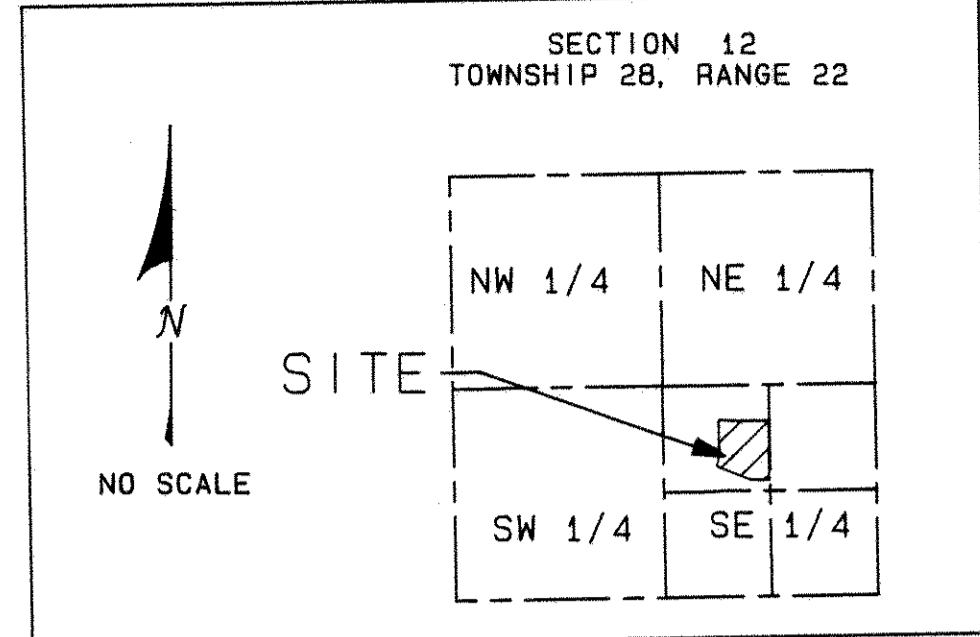 SECTION 12
TOWNSHIP 28, RANGE 22
NW 1/4
NE 1/4
N
SITE
NO SCALE
SW 1/4
SE 1/4